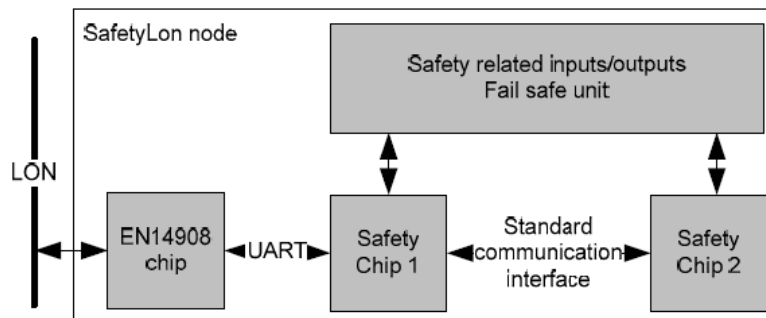 SafetyLon node
Safety related inputs/outputs
Fail safe unit
LON
EN14908
chip
UART
Safety
Chip 1
Standard
communication
interface
Safety
Chip 2